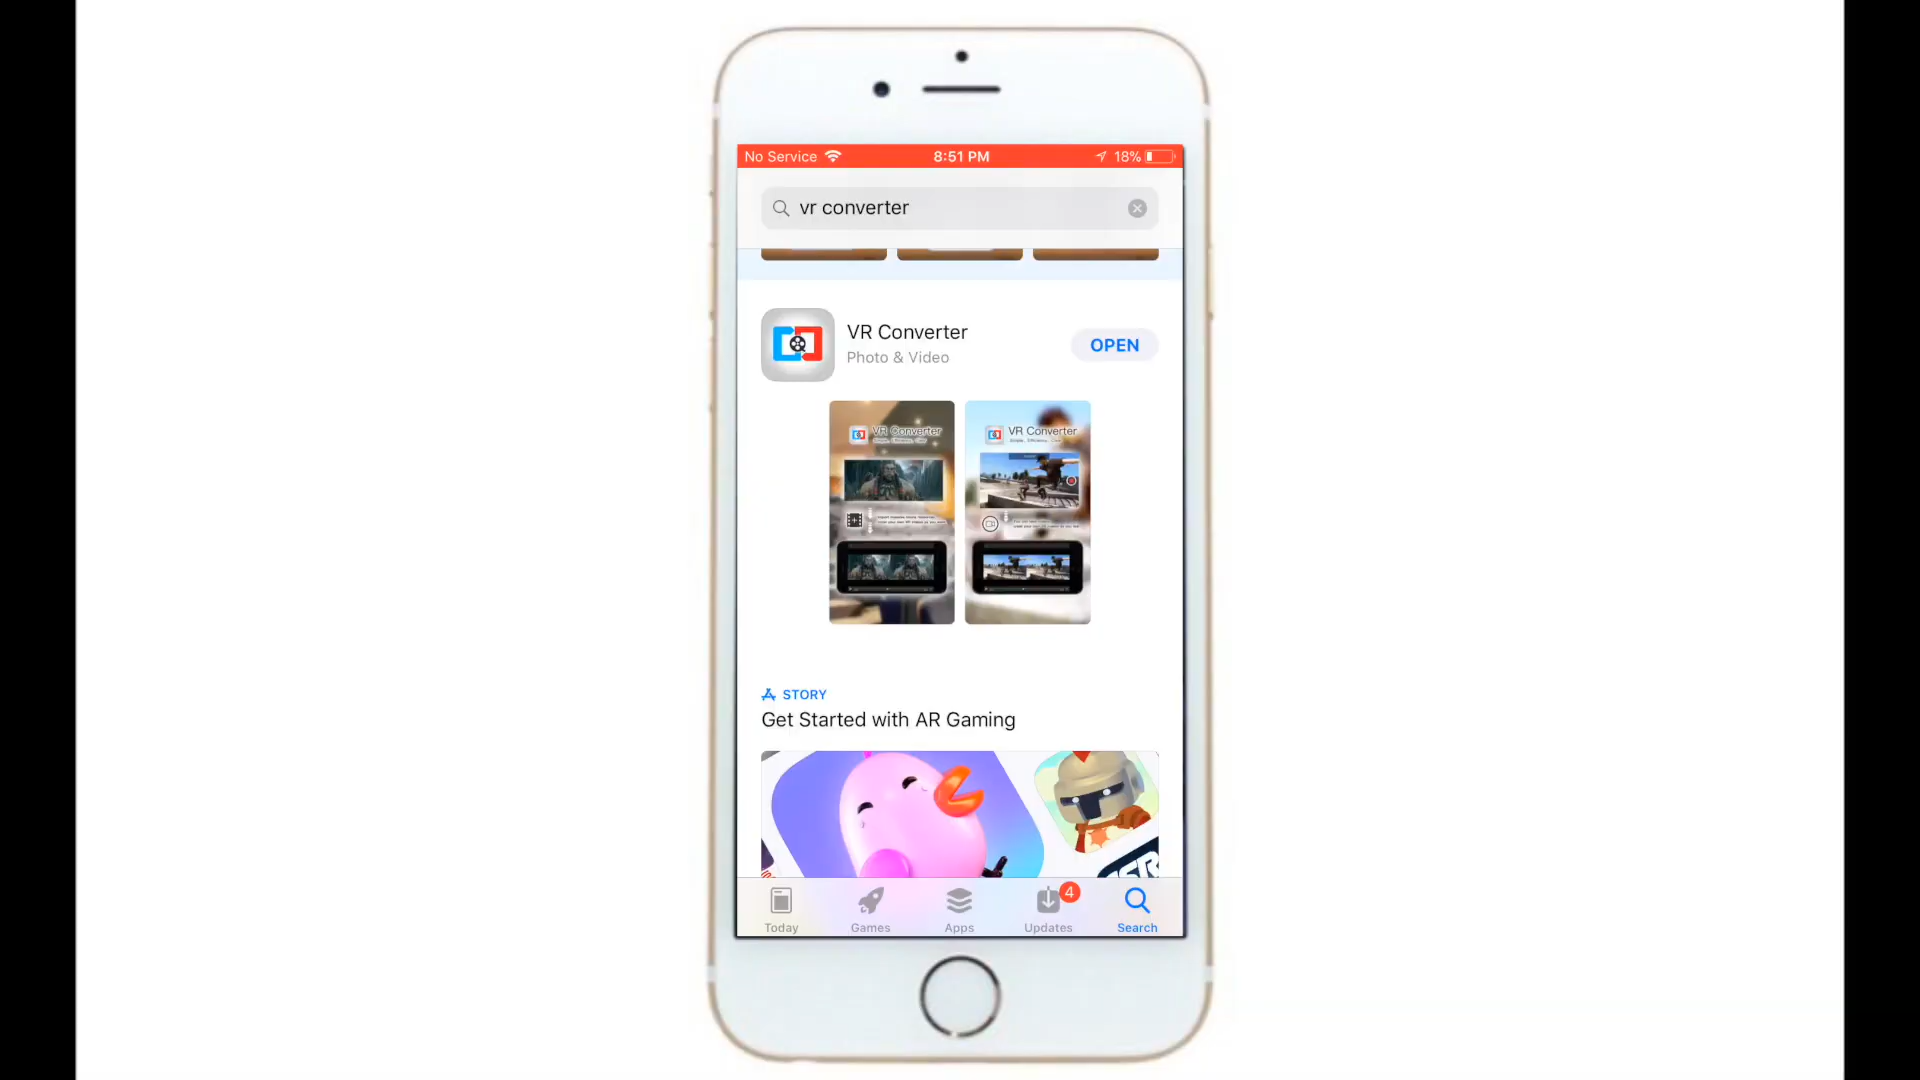 No Service 8:51 PM 18%
vr converter
VR Converter
Photo & Video
OPEN
VR Converter
VR Converter
STORY
Get Started with AR Gaming
4
Today Games Apps Updates Search